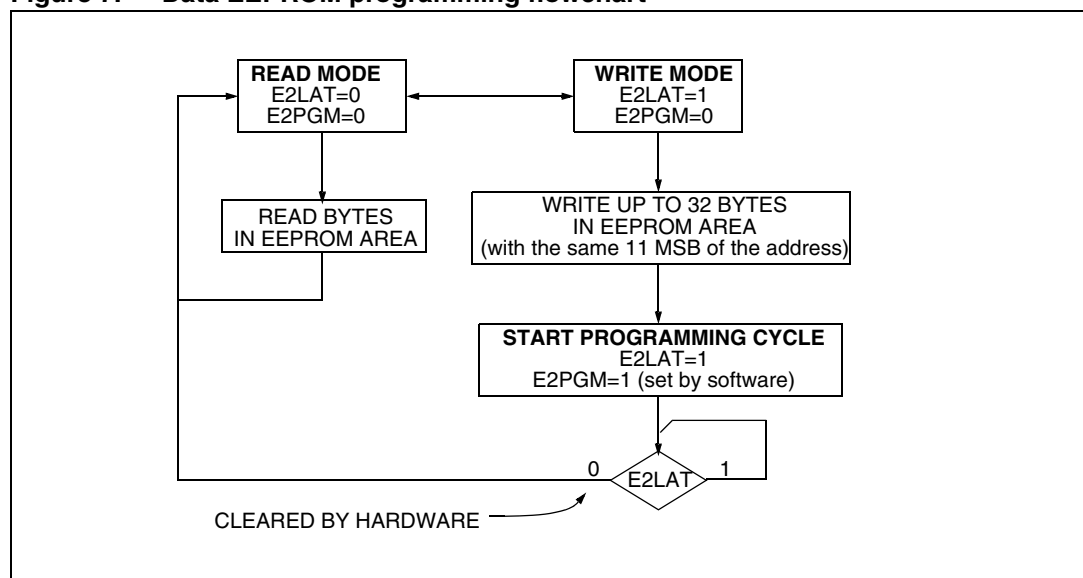 READ MODE
E2LAT=0
E2PGM=0
WRITE MODE
E2LAT=1
E2PGM=0
READ BYTES
IN EEPROM AREA
WRITE UP TO 32 BYTES
IN EEPROM AREA
(with the same 11 MSB of the address)
START PROGRAMMING CYCLE
E2LAT=1
E2PGM=1 (set by software)
0
E2LAT
1
CLEARED BY HARDWARE